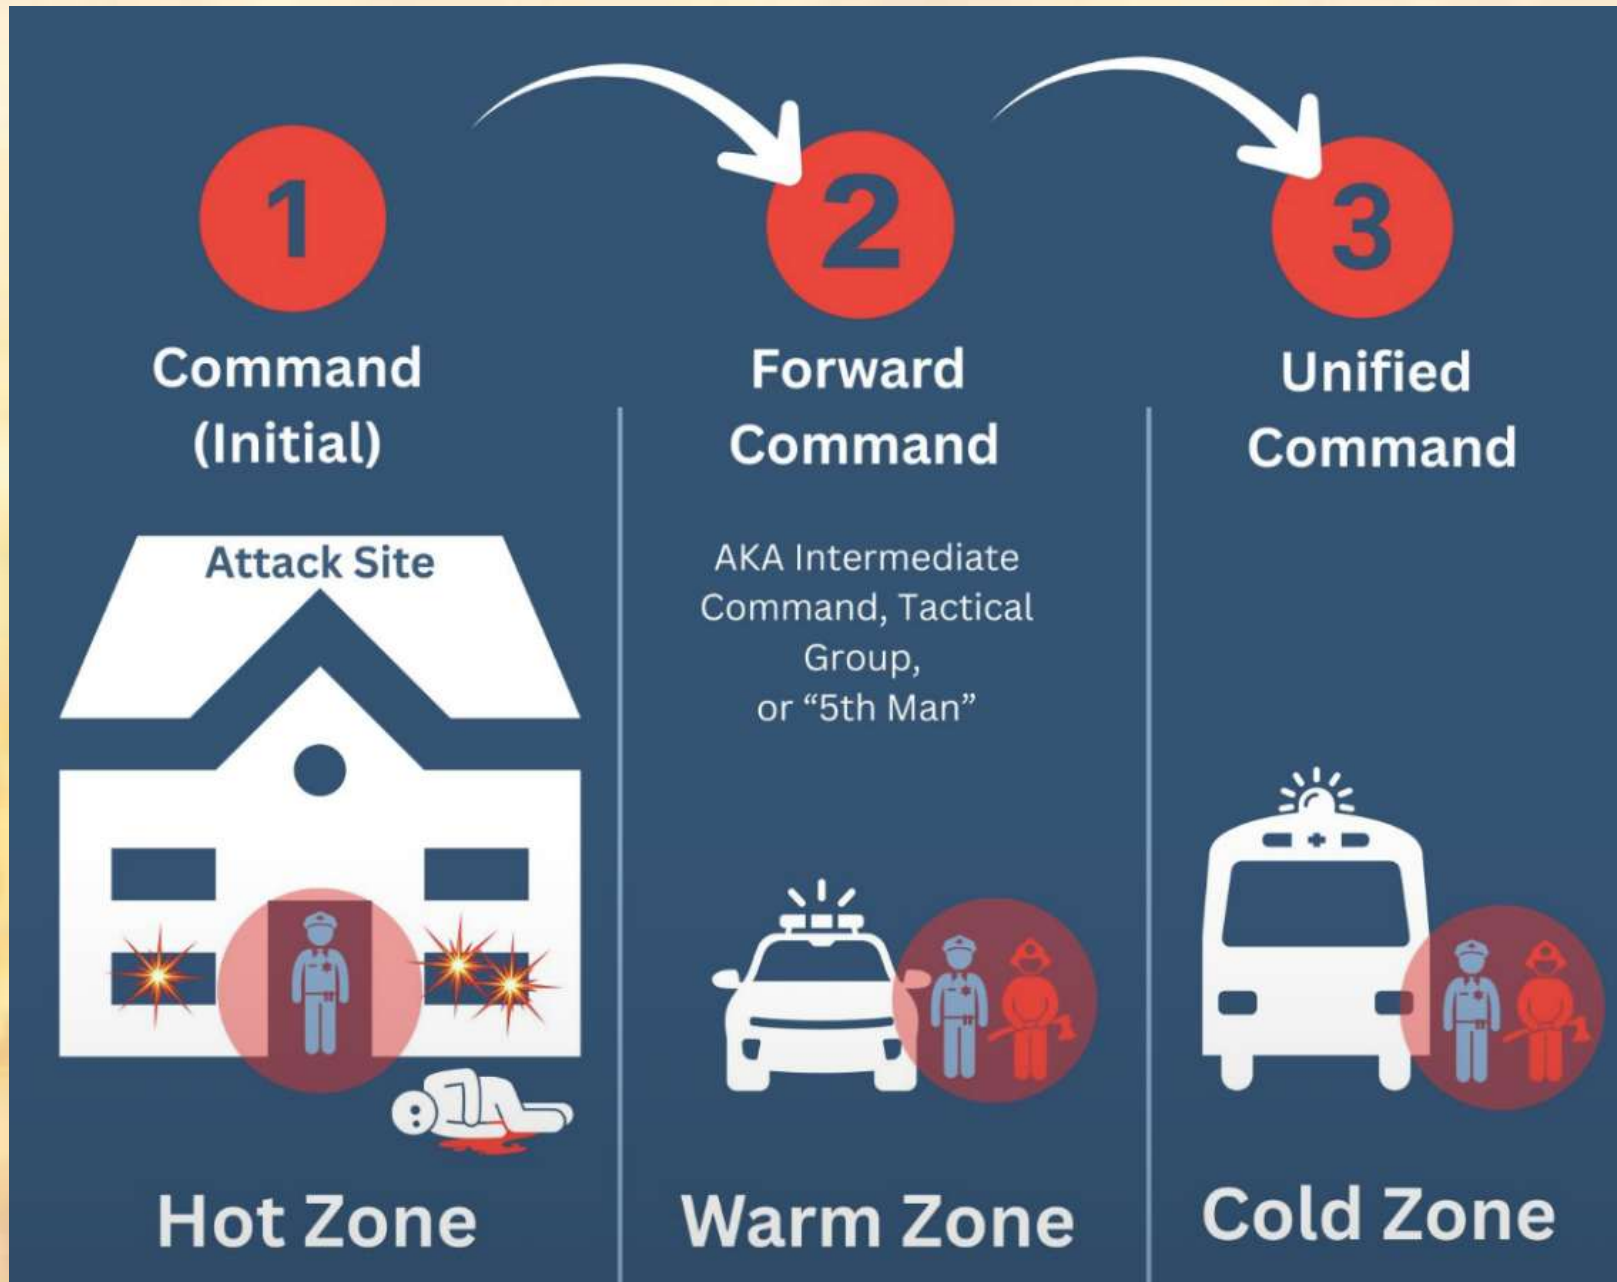 1
Command
(Initial)
Attack Site
Hot Zone
2
Forward
Command
AKA Intermediate
Command, Tactical
Group,
or “5th Man”
Warm Zone
3
Unified
Command
Cold Zone